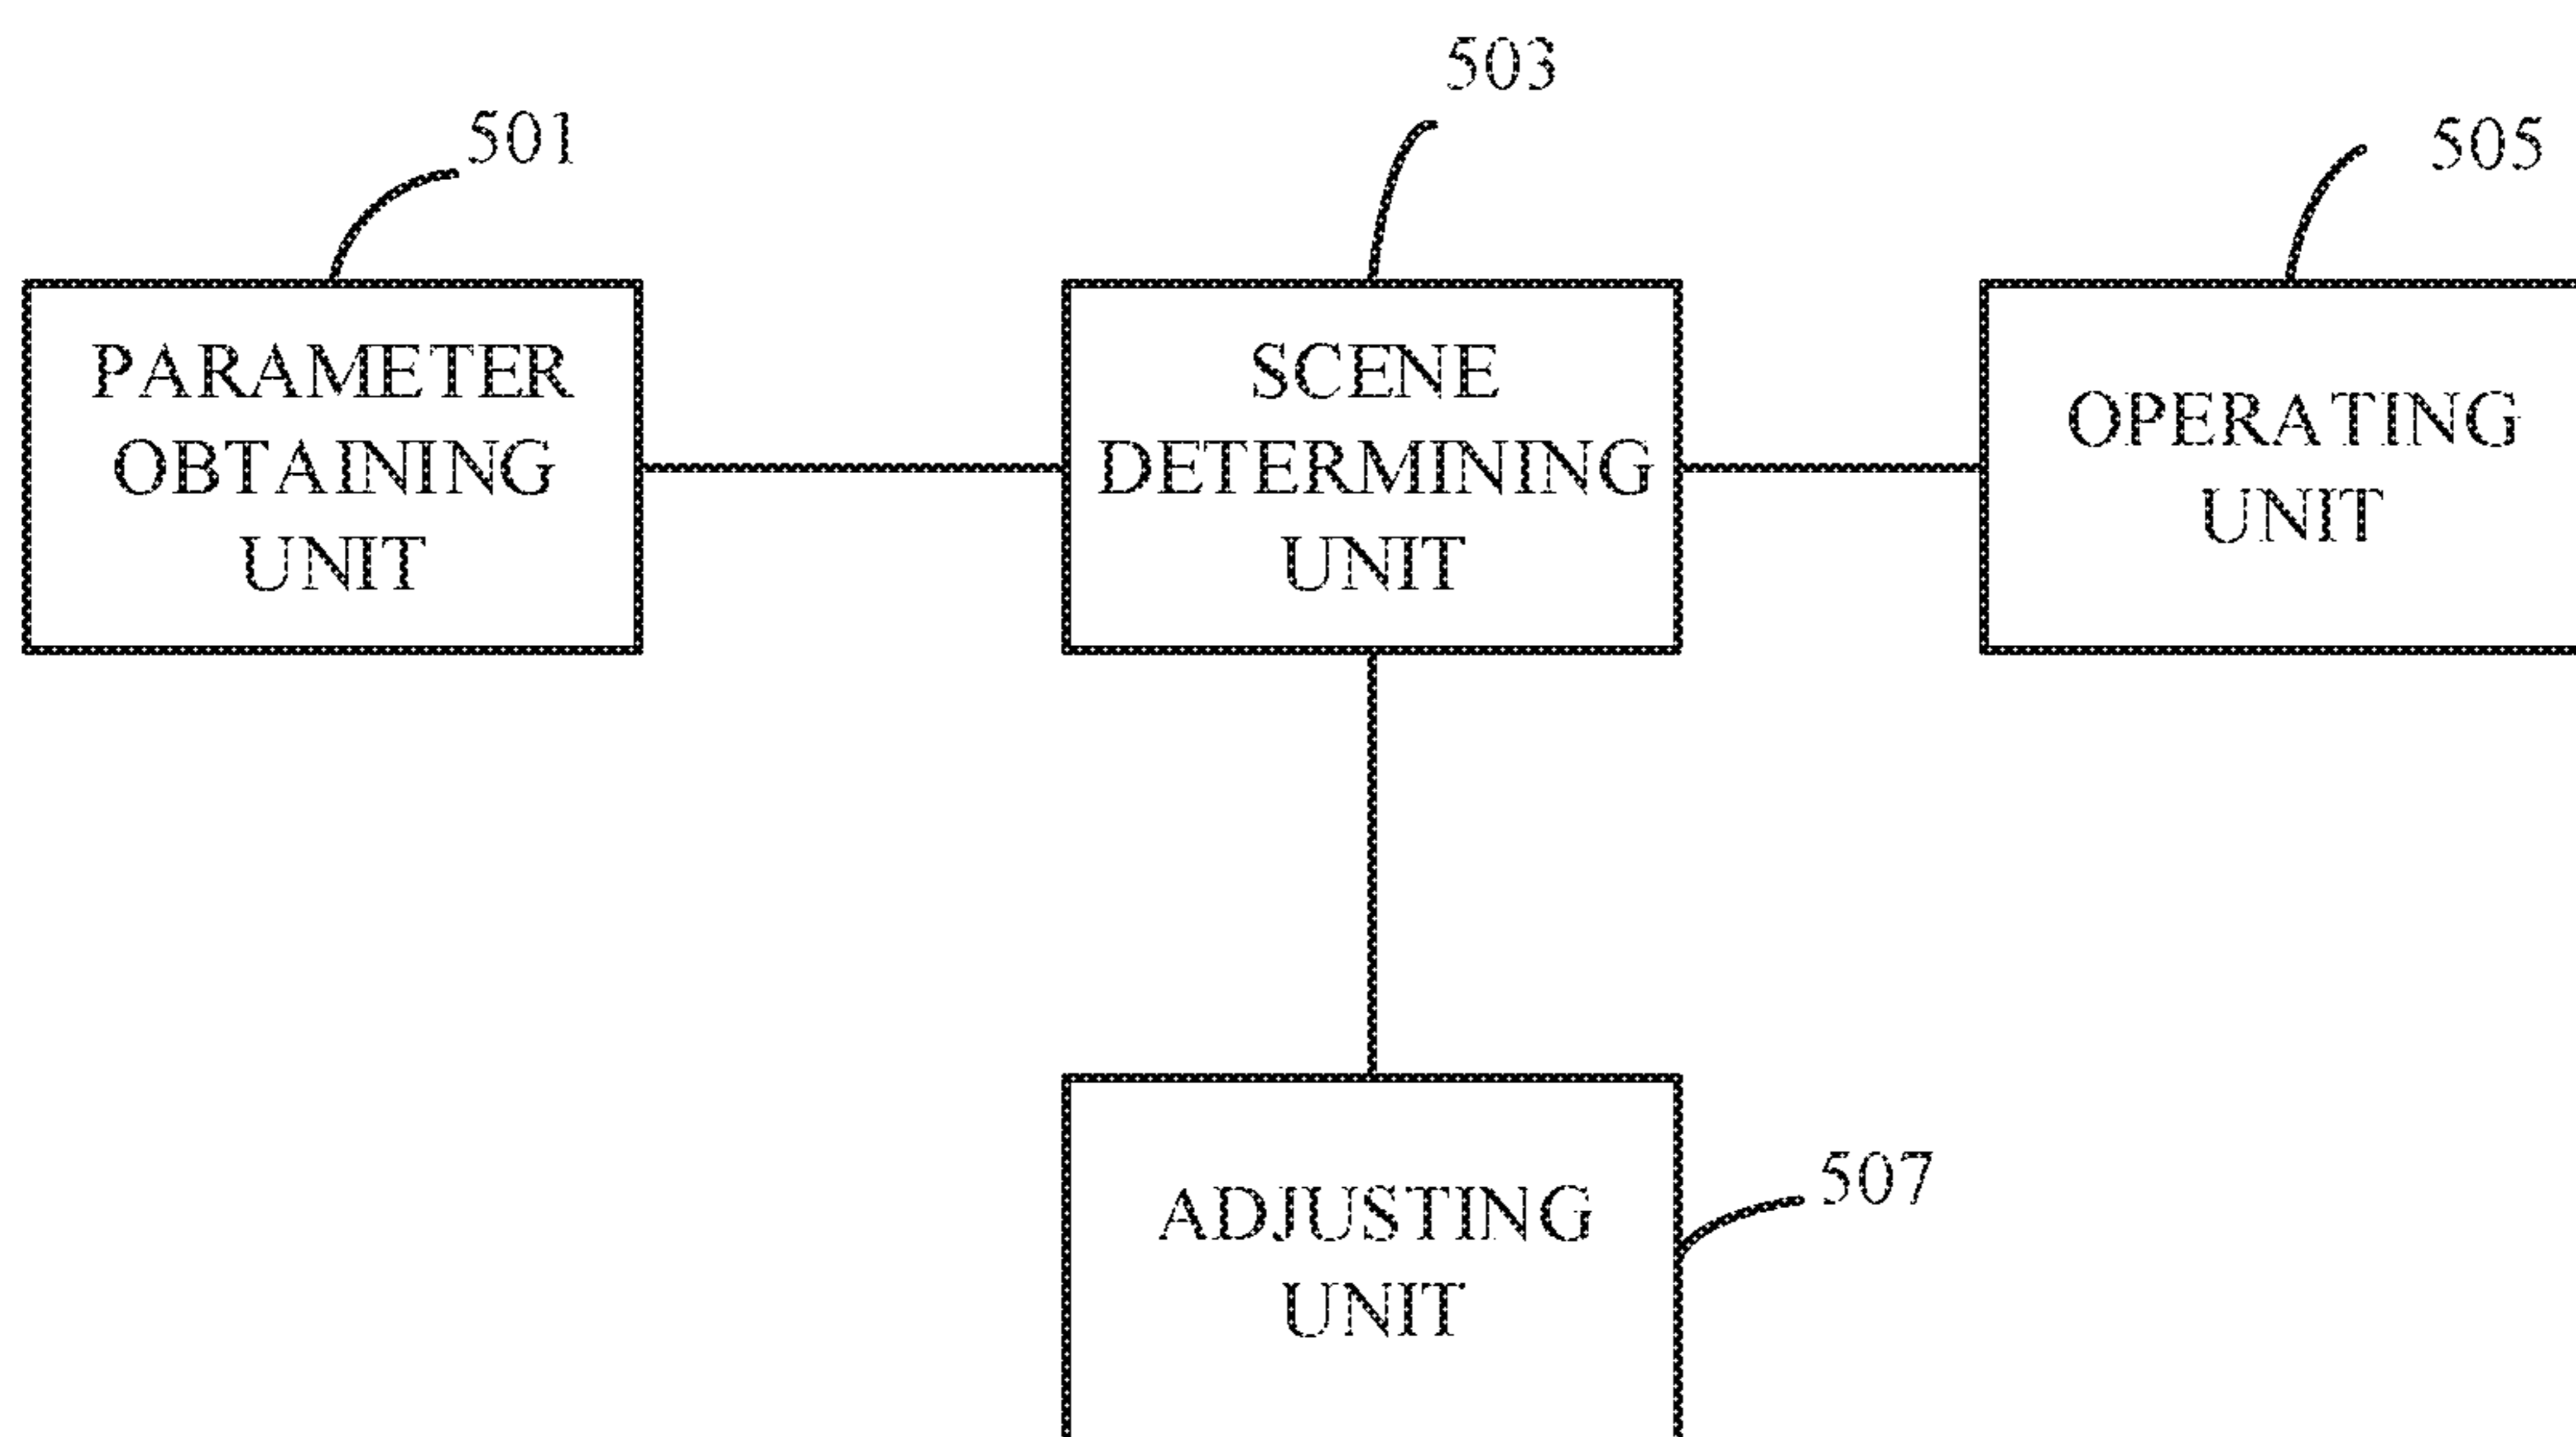 501
503
505
PARAMETER
OBTAINING
UNIT
SCENE
DETERMINING
UNIT
OPERATING
UNIT
507
ADJUSTING
UNIT